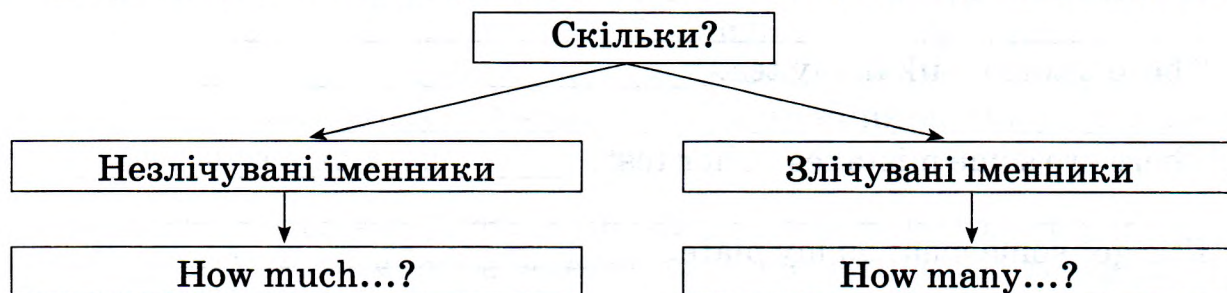 Скільки?
Незлічувані іменники
Злічувані іменники
How much...?
How many...?